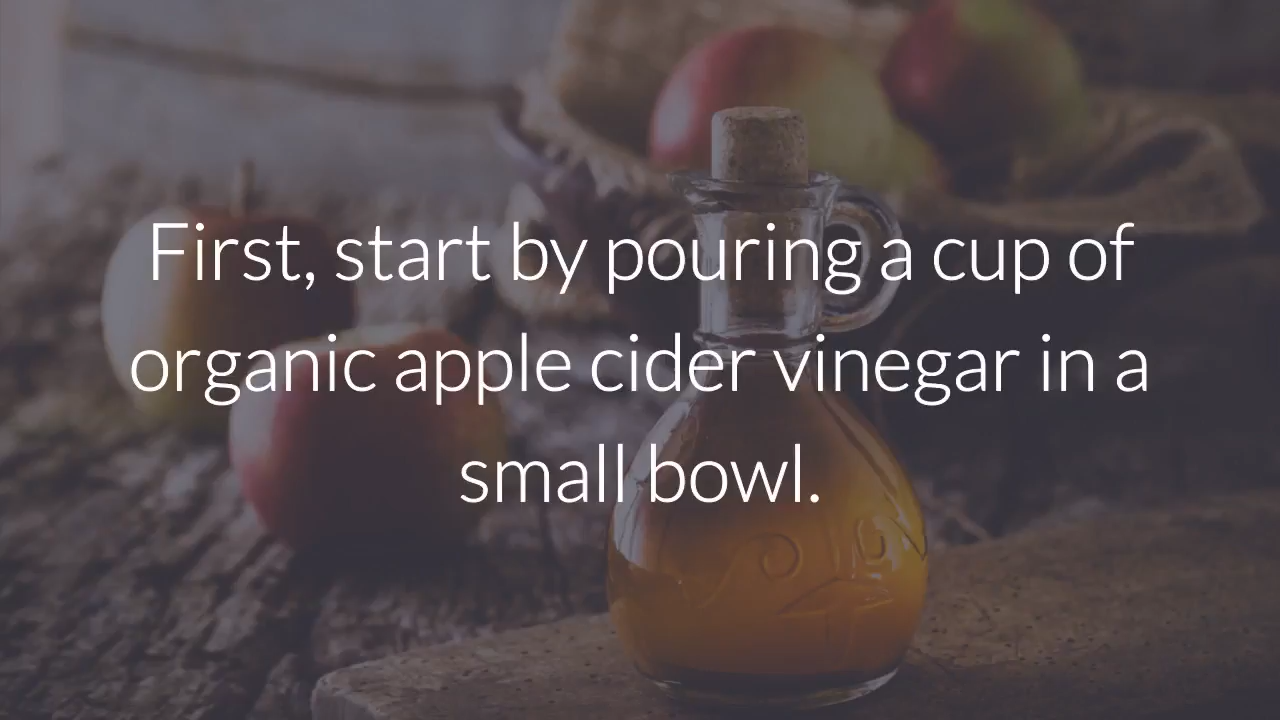 First, start by pouring a cup of
organic apple cider vinegar in a
small bowl.